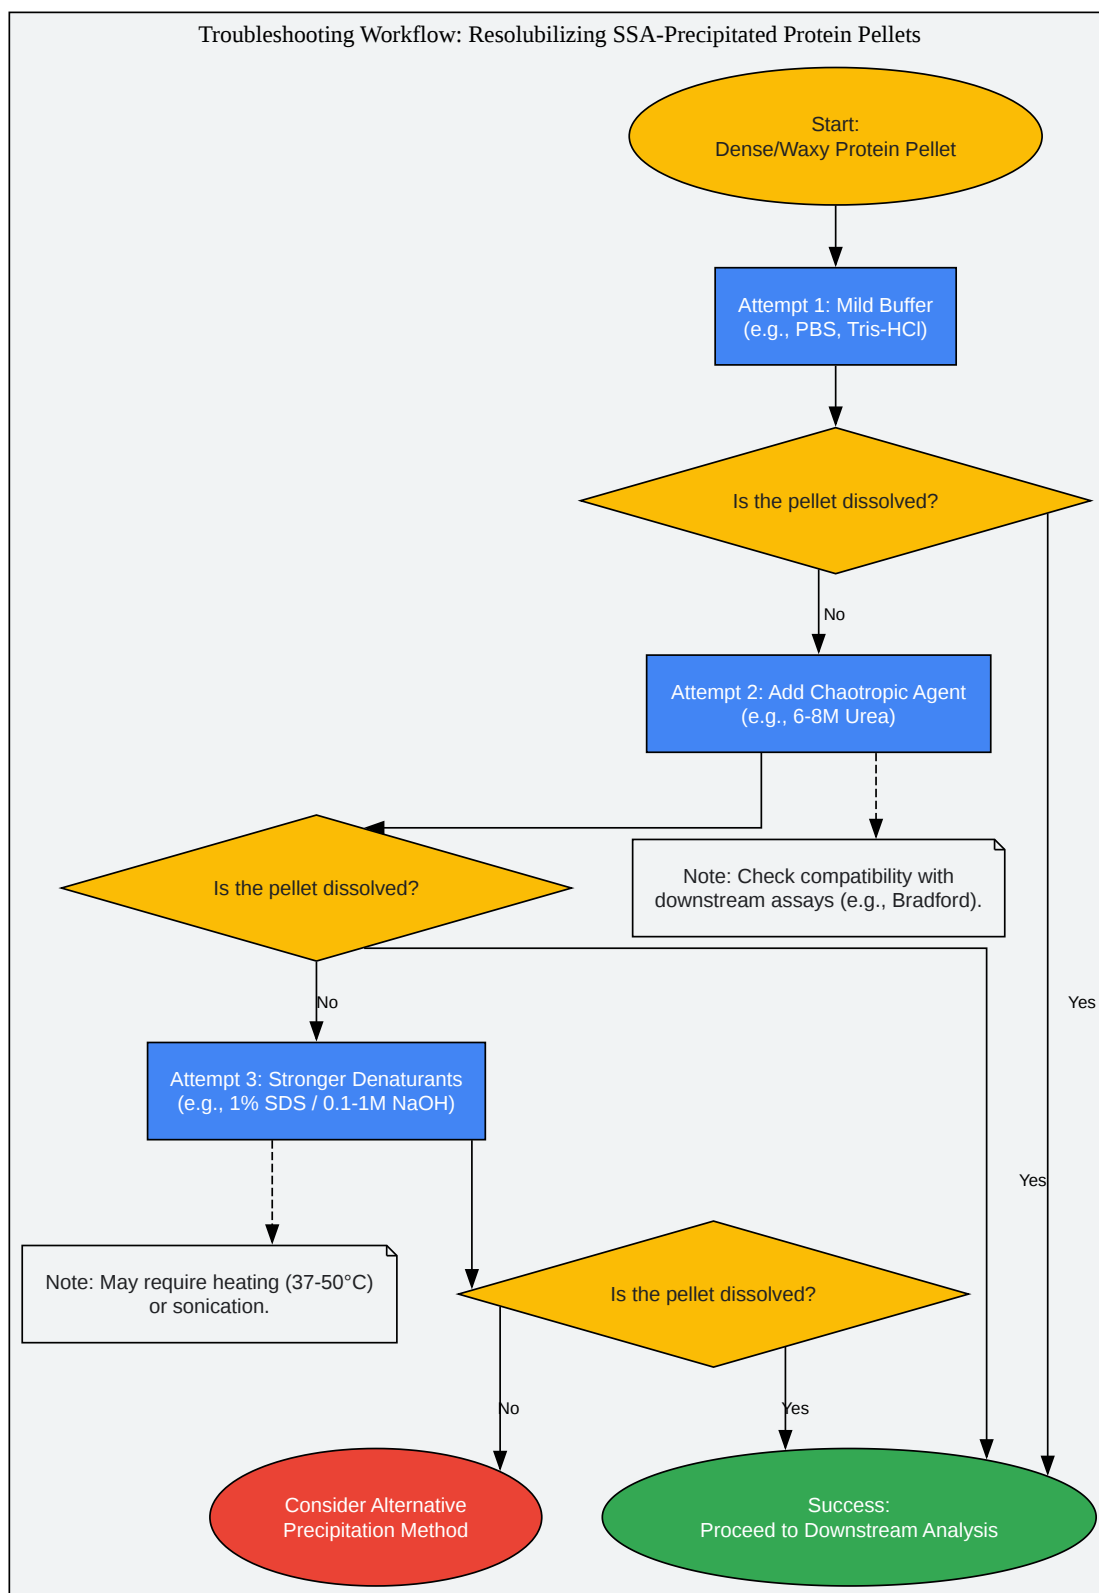 Troubleshooting Workflow: Resolubilizing SSA-Precipitated Protein Pellets
Start:
Dense/Waxy Protein Pellet
Attempt 1: Mild Buffer
(e.g., PBS, Tris-HCl)
Is the pellet dissolved?
No
Attempt 2: Add Chaotropic Agent
(e.g., 6-8M Urea)
Is the pellet dissolved?
Note: Check compatibility with
downstream assays (e.g., Bradford).
No
Yes
Attempt 3: Stronger Denaturants
(e.g., 1% SDS / 0.1-1M NaOH)
Yes
Note: May require heating (37-50°C)
or sonication.
Is the pellet dissolved?
No
Yes
Consider Alternative
Precipitation Method
Success:
Proceed to Downstream Analysis